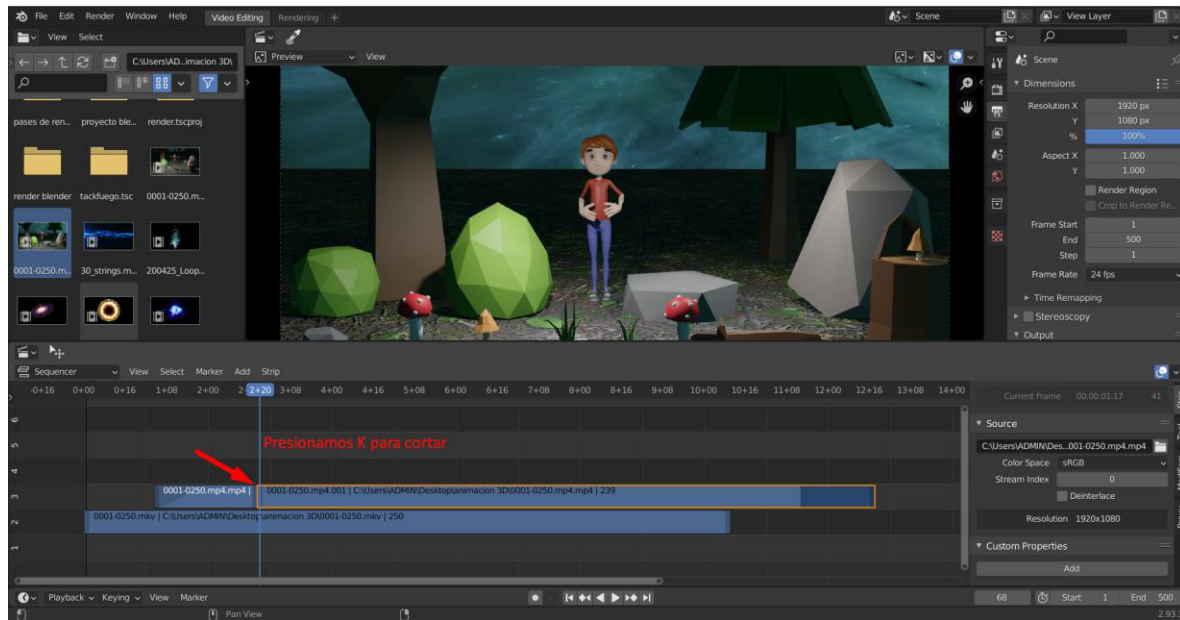 File Edit Render Window Help Video Editing Rendering + Scene View Layer
View Select
Preview View
C:\Users\AD..imacion 3D\
Scene
Dimensions
pases de ren... proyecto ble... render.tscproj
Resolution X 1920 px
Y 1080 px
% 100%
Aspect X 1.000
Y 1.000
render blender tackfuego.tsc 0001-0250.m...
Render Region
Crop to Render Re..
Frame Start 1
End 500
Step 1
0001-0250.m... 30_strings.m... 200425_Loop...
Frame Rate 24 fps
Time Remapping
Stereoscopy
Output
Sequencer View Select Marker Add Strip
-0+16 0+00 0+16 1+08 2+00 2+20 3+08 4+00 4+16 5+08 6+00 6+16 7+08 8+00 8+16 9+08 10+00 10+16 11+08 12+00 12+16 13+08 14+00
Current Frame 00:00:01:17 41
6
Source
5
Presionamos K para cortar
C:\Users\ADMIN\Des...001-0250.mp4.mp4
Color Space sRGB
4
Stream Index 0
3
0001-0250.mp4.mp4 | 0001-0250.mp4.001 | C:\Users\ADMIN\Desktop\animacion 3D\0001-0250.mp4.mp4 | 239
Deinterlace
2
0001-0250.mkv | C:\Users\ADMIN\Desktop\animacion 3D\0001-0250.mkv | 250
Resolution 1920x1080
1
Custom Properties
Add
Playback Keying View Marker 68 Start 1 End 500
Pan View 2.93.